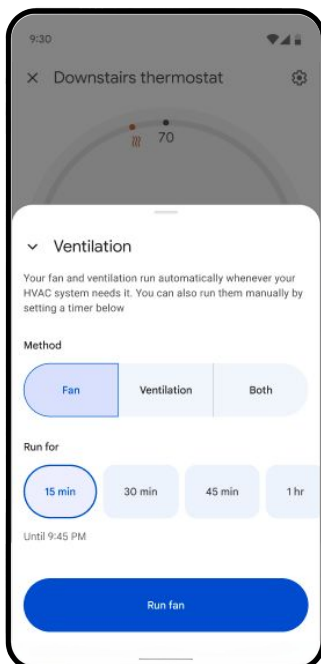 9:30
Downstairs thermostat
70
Ventilation
Your fan and ventilation run automatically whenever your
HVAC system needs it. You can also run them manually by
setting a timer below
Method
Fan Ventilation Both
Run for
15 min 30 min 45 min 1 hr
Until 9:45 PM
Run fan